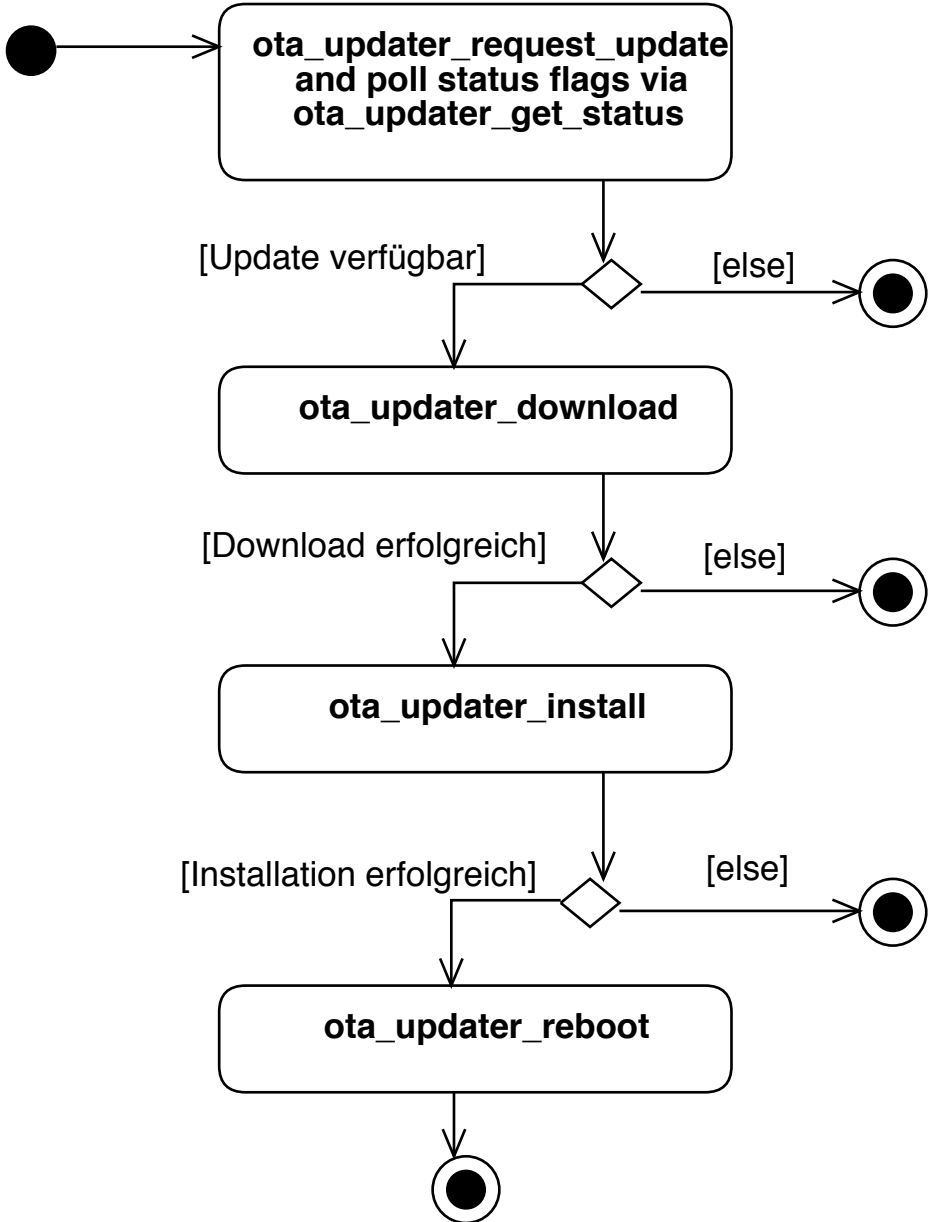 ota_updater_request_update
and poll status flags via
ota_updater_get_status
[Update verfügbar]
[else]
ota_updater_download
[Download erfolgreich]
[else]
ota_updater_install
[Installation erfolgreich]
[else]
ota_updater_reboot